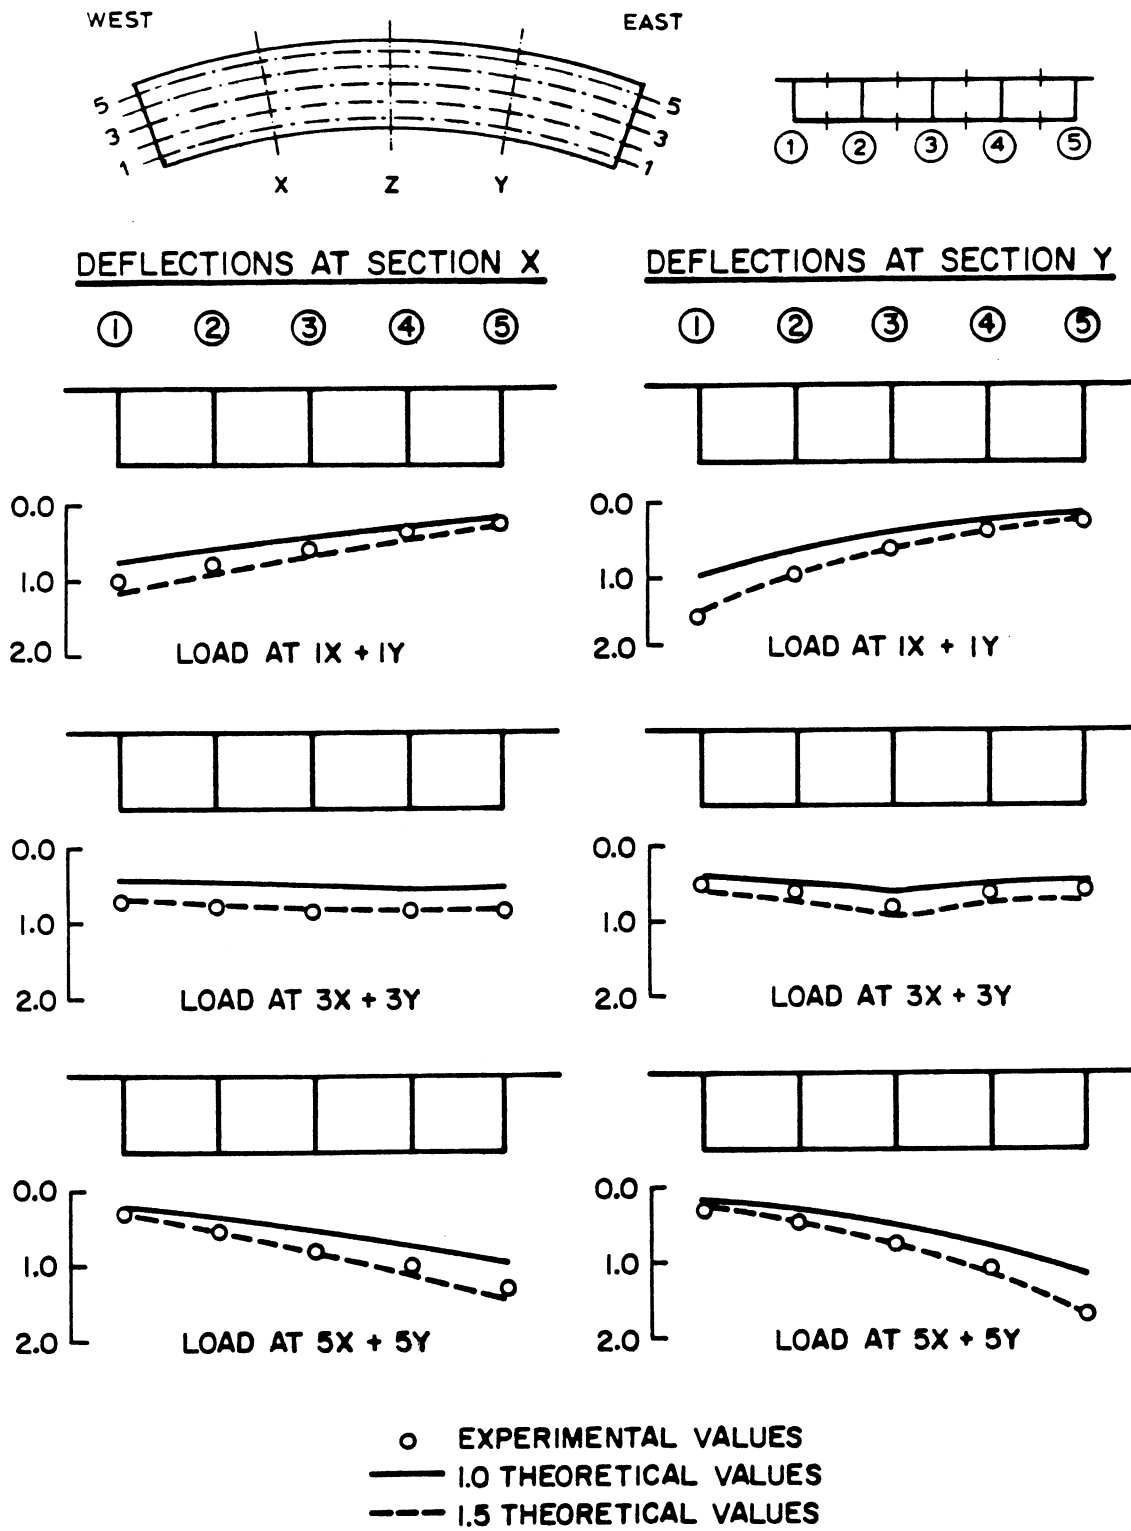 WEST
EAST
5
3
1
5
3
1
X Z Y
1 2 3 4 5
DEFLECTIONS AT SECTION X
DEFLECTIONS AT SECTION Y
1 2 3 4 5
1 2 3 4 5
0.0
1.0
2.0
LOAD AT 1X + 1Y
0.0
1.0
2.0
LOAD AT 1X + 1Y
0.0
1.0
2.0
LOAD AT 3X + 3Y
0.0
1.0
2.0
LOAD AT 3X + 3Y
0.0
1.0
2.0
LOAD AT 5X + 5Y
0.0
1.0
2.0
LOAD AT 5X + 5Y
EXPERIMENTAL VALUES
1.0 THEORETICAL VALUES
1.5 THEORETICAL VALUES